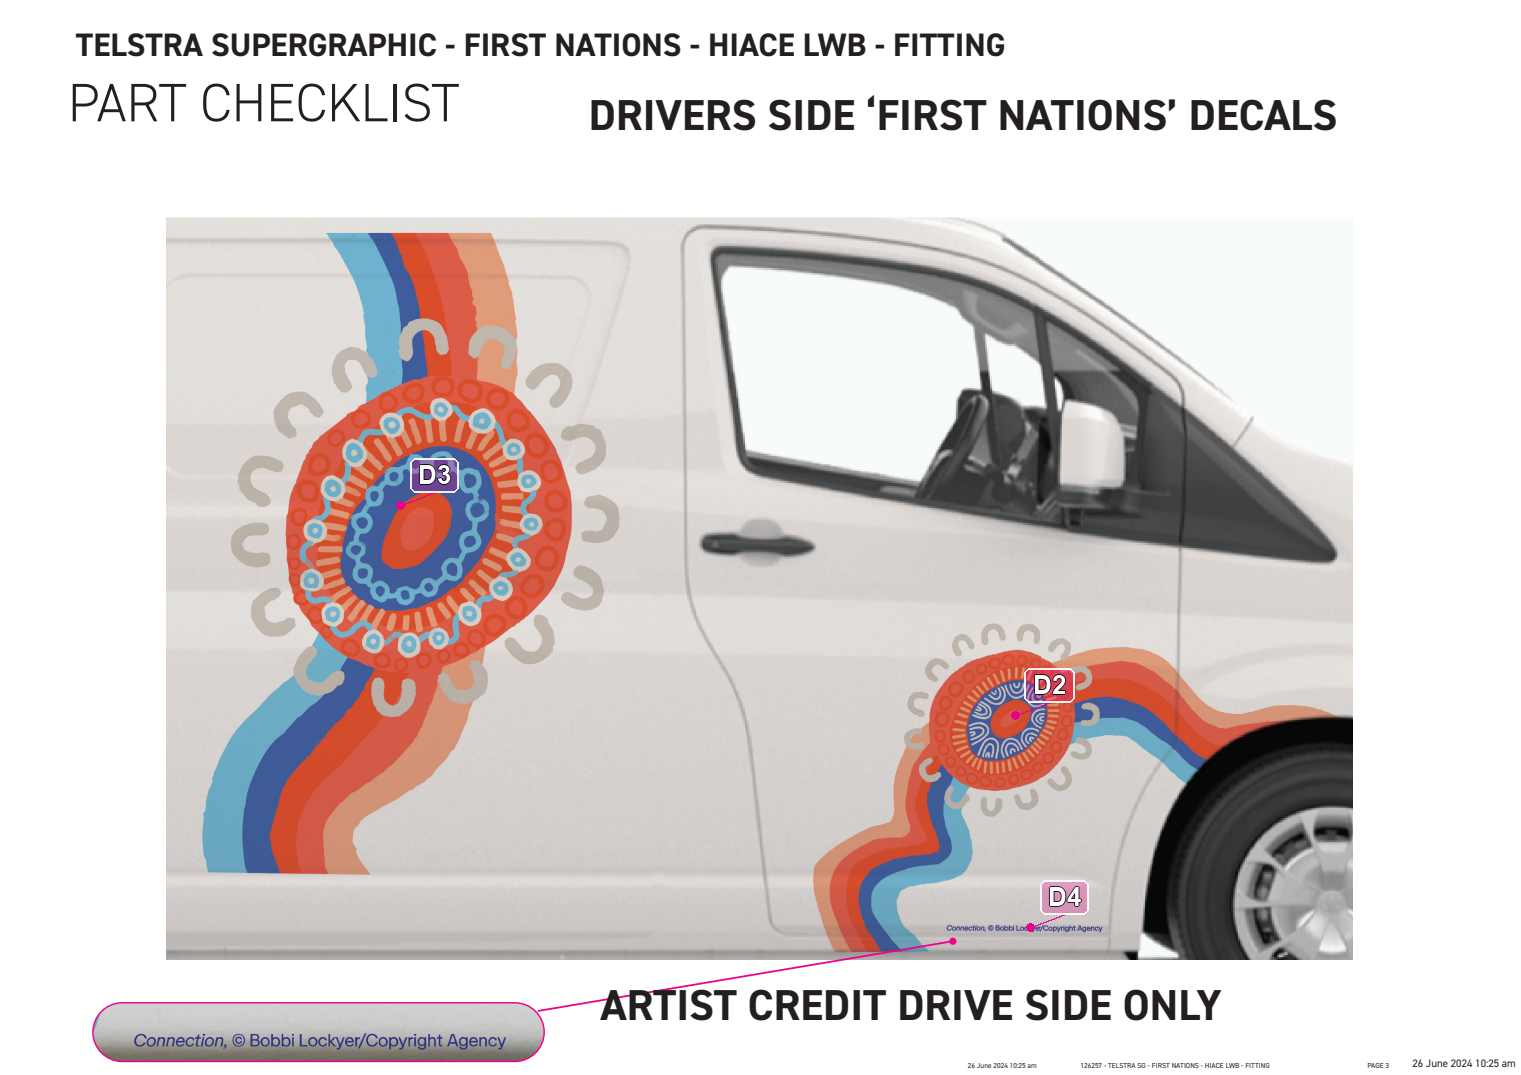 TELSTRA SUPERGRAPHIC - FIRST NATIONS - HIACE LWB - FITTING
PART CHECKLIST
DRIVERS SIDE ‘FIRST NATIONS’ DECALS
D3
D2
D4
Connection, © Bobbi Lockyer/Copyright Agency
ARTIST CREDIT DRIVE SIDE ONLY
Connection, © Bobbi Lockyer/Copyright Agency
26 June 2024 10:25 am
126257 - TELSTRA SG - FIRST NATIONS - HIACE LWB - FITTING
PAGE 3
26 June 2024 10:25 am